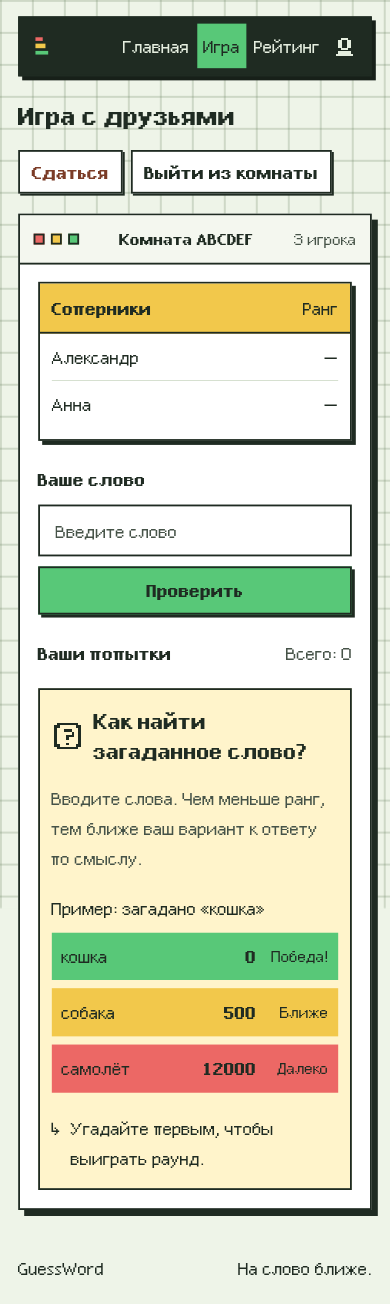 Главная Игра Рейтинг
Игра с друзьями
Сдаться Выйти из комнаты
Комната ABCDEF 3 игрока
Соперники Ранг
Александр —
Анна —
Ваше слово
Введите слово
Проверить
Ваши попытки Всего: 0
Как найти
загаданное слово?
Вводите слова. Чем меньше ранг,
тем ближе ваш вариант к ответу
по смыслу.
Пример: загадано «кошка»
кошка 0 Победа!
собака 500 Ближе
самолёт 12000 Далеко
↳ Угадайте первым, чтобы
выиграть раунд.
GuessWord На слово ближе.